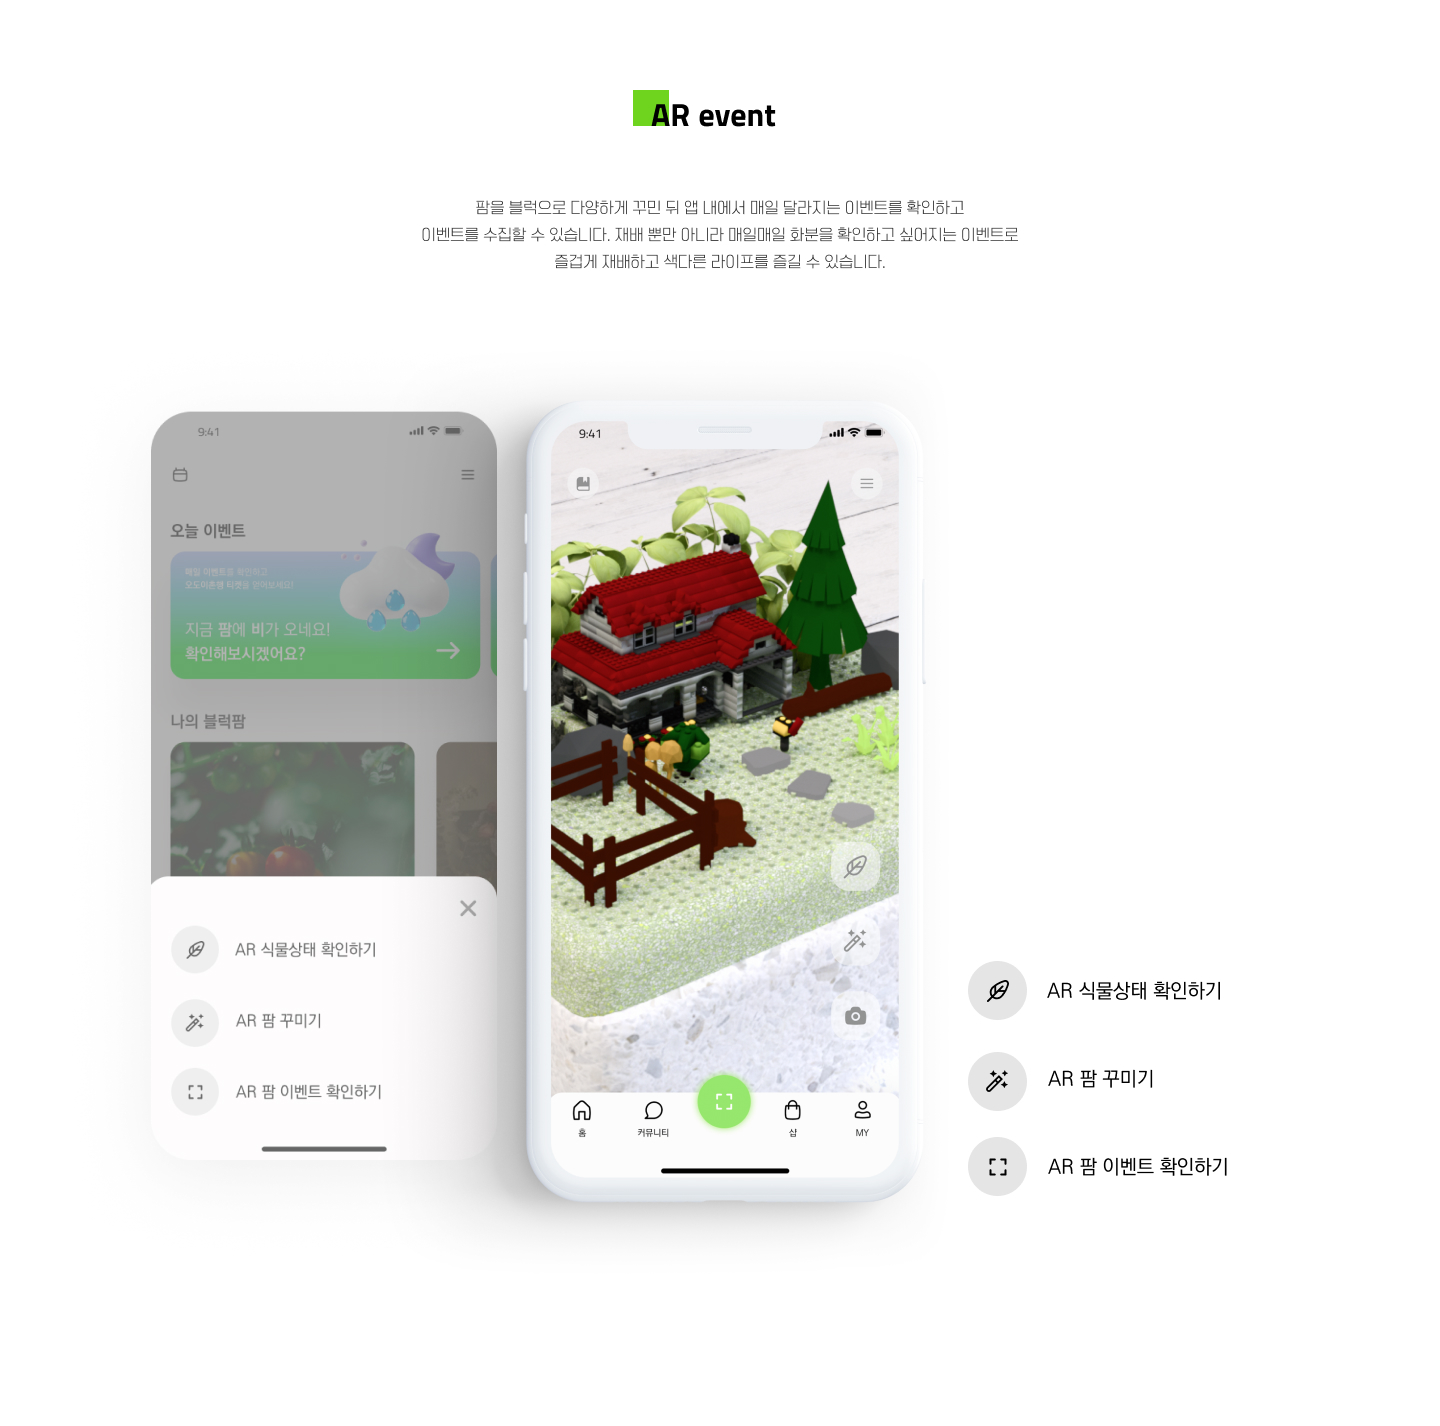 AR event
팜을 블럭으로 다양하게 꾸민 뒤 앱 내에서 매일 달라지는 이벤트를 확인하고
이벤트를 수집할 수 있습니다. 재배 뿐만 아니라 매일매일 화분을 확인하고 싶어지는 이벤트로
즐겁게 재배하고 색다른 라이프를 즐길 수 있습니다.
9:41
오늘 이벤트
매일 이벤트를 확인하고
오드이촌행 티켓을 얻어보세요!
지금 팜에 비가 오네요!
확인해보시겠어요?
나의 블럭팜
AR 식물상태 확인하기
AR 팜 꾸미기
AR 팜 이벤트 확인하기
9:41
홈
커뮤니티
샵
MY
AR 식물상태 확인하기
AR 팜 꾸미기
AR 팜 이벤트 확인하기